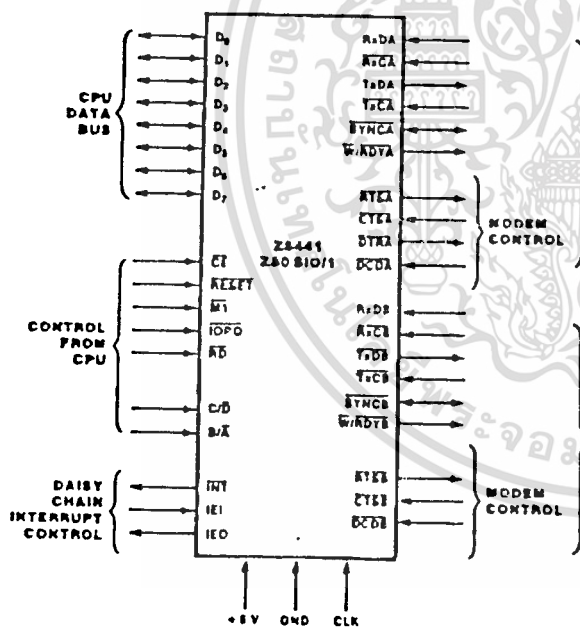 CPU
DATA
BUS
D0
D1
D2
D3
D4
D5
D6
D7
CONTROL
FROM
CPU
CE
RESET
M1
IORQ
RD
C/D
B/A
DAISY
CHAIN
INTERRUPT
CONTROL
INT
IEI
IEO
Z8441
Z80 SIO/1
RxDA
RxCA
TxDA
TxCA
SYNCA
W/RDYA
RTSA
CTSA
DTRA
DCDA
MODEM
CONTROL
RxDB
RxCB
TxDB
TxCB
SYNCB
W/RDYB
RTSB
CTSB
DCDB
MODEM
CONTROL
+5V GND CLK